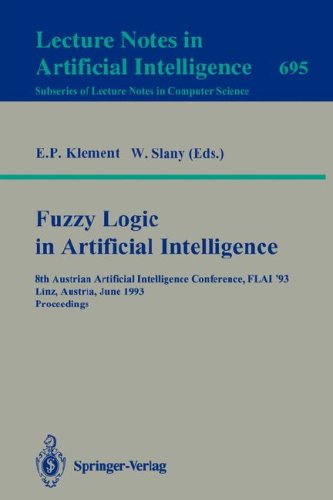 Lecture Notes in
Artificial Intelligence 695
Subseries of Lecture Notes in Computer Science
E.P. Klement W. Slany (Eds.)
Fuzzy Logic
in Artificial Intelligence
8th Austrian Artificial Intelligence Conference, FLAI '93
Linz, Austria, June 1993
Proceedings
Springer-Verlag